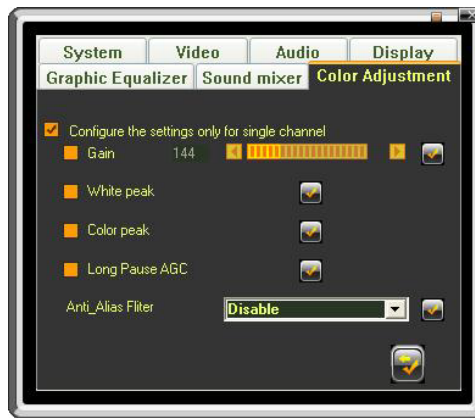 System Video Audio Display
Graphic Equalizer Sound mixer Color Adjustment
Configure the settings only for single channel
Gain 144
White peak
Color peak
Long Pause AGC
Anti_Alias Fliter Disable